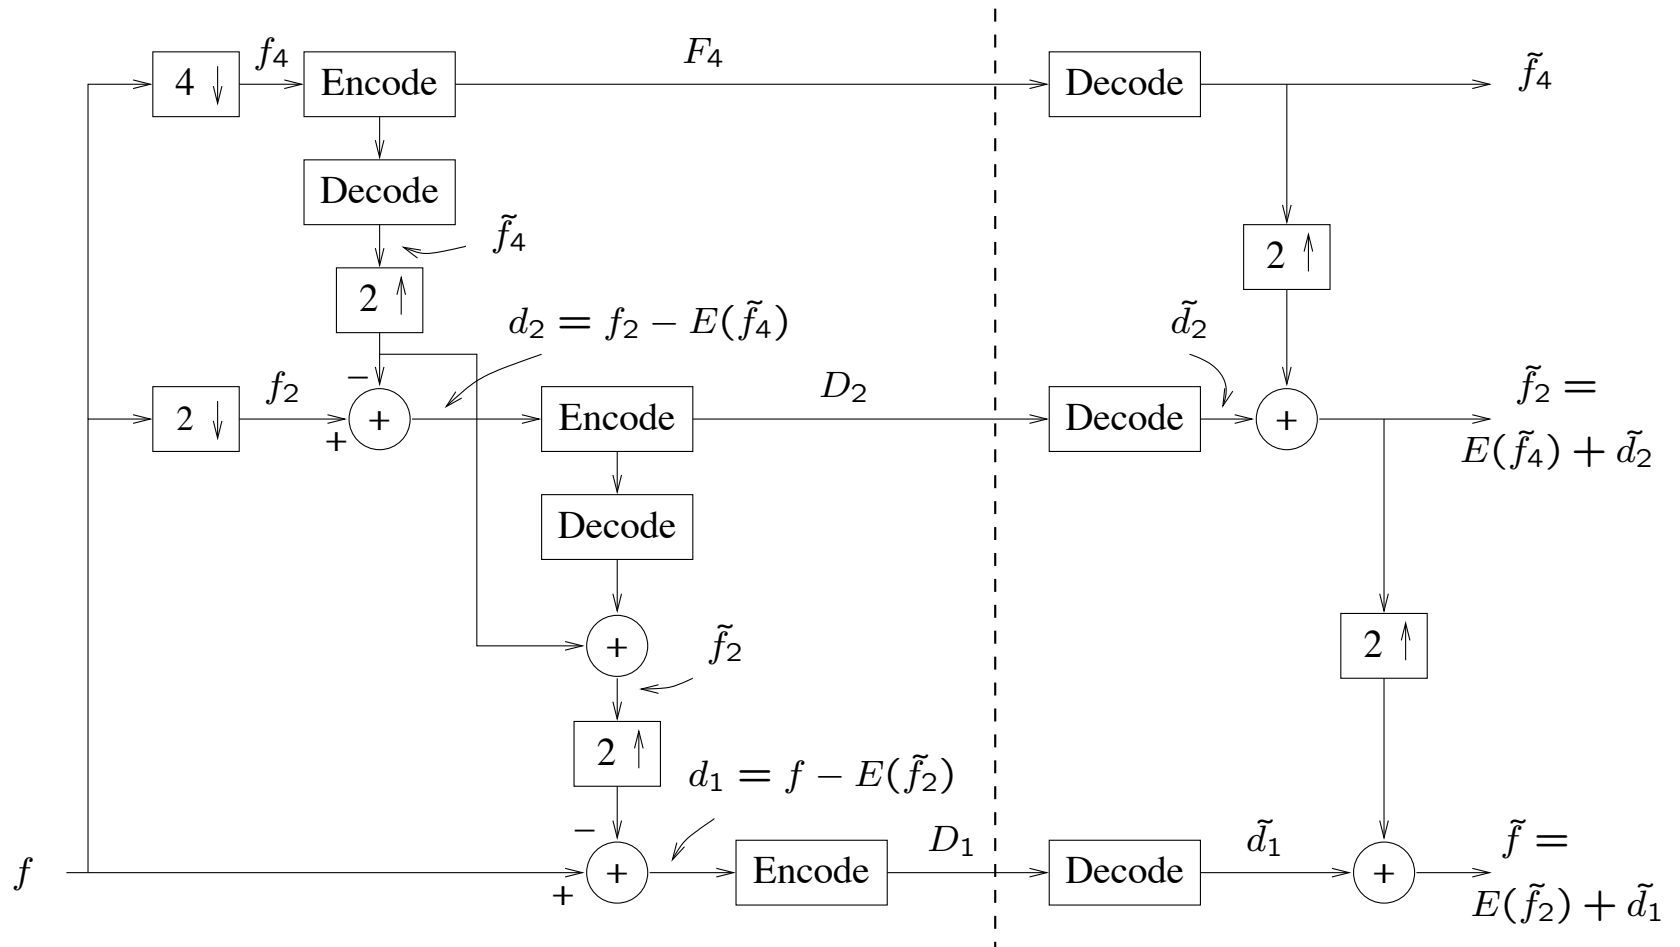 4 ↓
f₄
Encode
F₄
Decode
f̃₄
Decode
f̃₄
2 ↑
2 ↑
d₂ = f₂ − E(f̃₄)
d̃₂
2 ↓
f₂
−
+
+
Encode
D₂
Decode
+
f̃₂ =
E(f̃₄) + d̃₂
Decode
+
f̃₂
2 ↑
2 ↑
d₁ = f − E(f̃₂)
f
−
+
+
Encode
D₁
Decode
d̃₁
+
f̃ =
E(f̃₂) + d̃₁